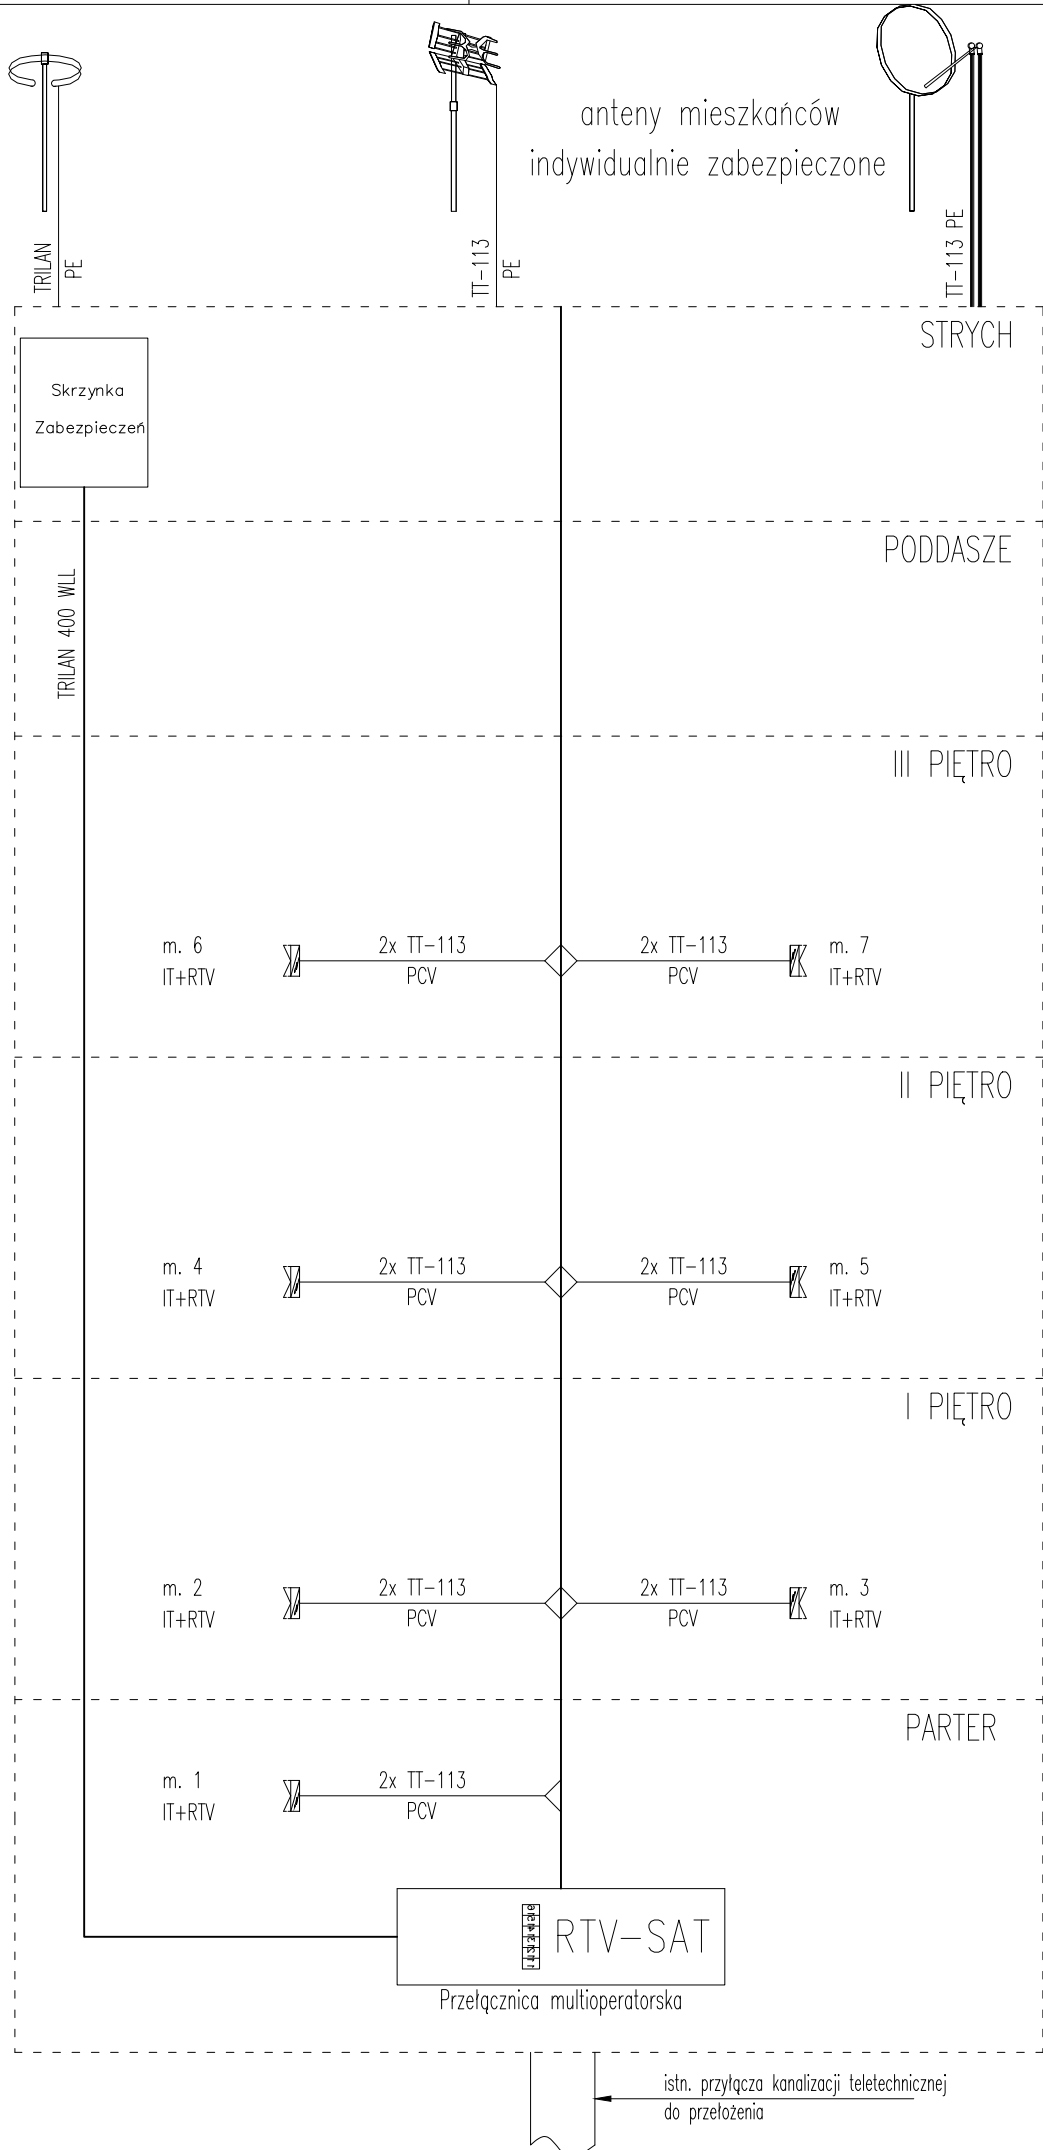 anteny mieszkańców
indywidualnie zabezpieczone
TRILAN
PE
TT-113
PE
TT-113 PE
STRYCH
Skrzynka
Zabezpieczeń
PODDASZE
TRILAN 400 WLL
III PIĘTRO
m. 6
IT+RTV
2x TT-113
PCV
2x TT-113
PCV
m. 7
IT+RTV
II PIĘTRO
m. 4
IT+RTV
2x TT-113
PCV
2x TT-113
PCV
m. 5
IT+RTV
I PIĘTRO
m. 2
IT+RTV
2x TT-113
PCV
2x TT-113
PCV
m. 3
IT+RTV
PARTER
m. 1
IT+RTV
2x TT-113
PCV
RTV-SAT
Przełącznica multioperatorska
istn. przyłącza kanalizacji teletechnicznej
do przełożenia